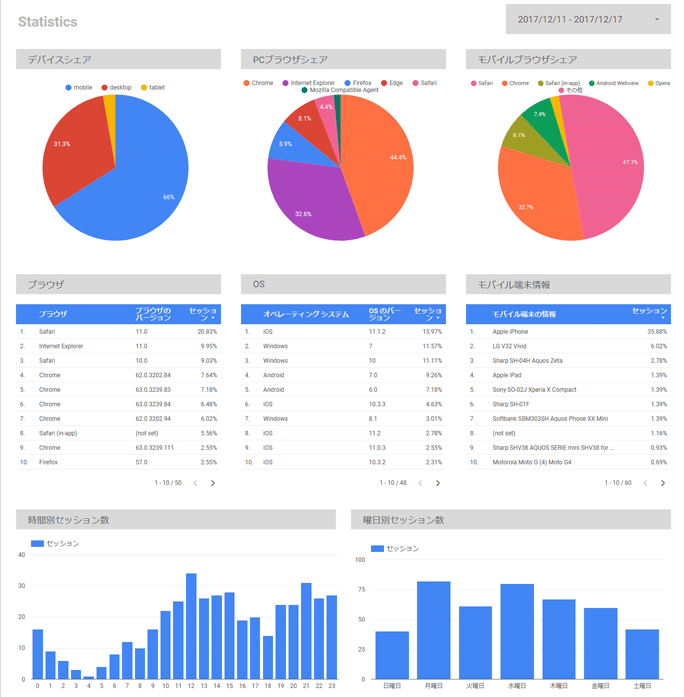 Statistics
2017/12/11 - 2017/12/17
デバイスシェア
mobile desktop tablet
66%
31.3%
PCブラウザシェア
Chrome Internet Explorer Firefox Edge Safari
Mozilla Compatible Agent
44.4%
32.6%
8.9%
8.1%
4.4%
モバイルブラウザシェア
Safari Chrome Safari (in-app) Android Webview Opera
その他
47.1%
32.7%
6.1%
7.4%
ブラウザ
ブラウザ ブラウザの バージョン セッション
1. Safari 11.0 20.83%
2. Internet Explorer 11.0 9.95%
3. Safari 10.0 9.03%
4. Chrome 62.0.3202.84 7.64%
5. Chrome 63.0.3239.83 7.18%
6. Chrome 63.0.3239.84 6.48%
7. Chrome 62.0.3202.94 6.02%
8. Safari (in-app) (not set) 5.56%
9. Chrome 63.0.3239.111 2.55%
10. Firefox 57.0 2.55%
1 - 10 / 50
OS
オペレーティング システム OS のバージョン セッション
1. iOS 11.1.2 15.97%
2. Windows 7 11.57%
3. Windows 10 11.11%
4. Android 7.0 9.26%
5. Android 6.0 7.18%
6. iOS 10.3.3 4.63%
7. Windows 8.1 3.01%
8. iOS 11.2 2.78%
9. iOS 11.0.3 2.55%
10. iOS 10.3.2 2.31%
1 - 10 / 48
モバイル端末情報
モバイル端末の情報 セッション
1. Apple iPhone 35.88%
2. LG V32 Vivid 6.02%
3. Sharp SH-04H Aquos Zeta 2.78%
4. Apple iPad 1.39%
5. Sony SO-02J Xperia X Compact 1.39%
6. Sharp SH-01F 1.39%
7. Softbank SBM303SH Aquos Phone XX Mini 1.39%
8. (not set) 1.16%
9. Sharp SHV38 AQUOS SERIE mini SHV38 for ... 0.93%
10. Motorola Moto G (4) Moto G4 0.69%
1 - 10 / 60
時間別セッション数
セッション
40
30
20
10
0
0 1 2 3 4 5 6 7 8 9 10 11 12 13 14 15 16 17 18 19 20 21 22 23
曜日別セッション数
セッション
100
75
50
25
0
日曜日 月曜日 火曜日 水曜日 木曜日 金曜日 土曜日